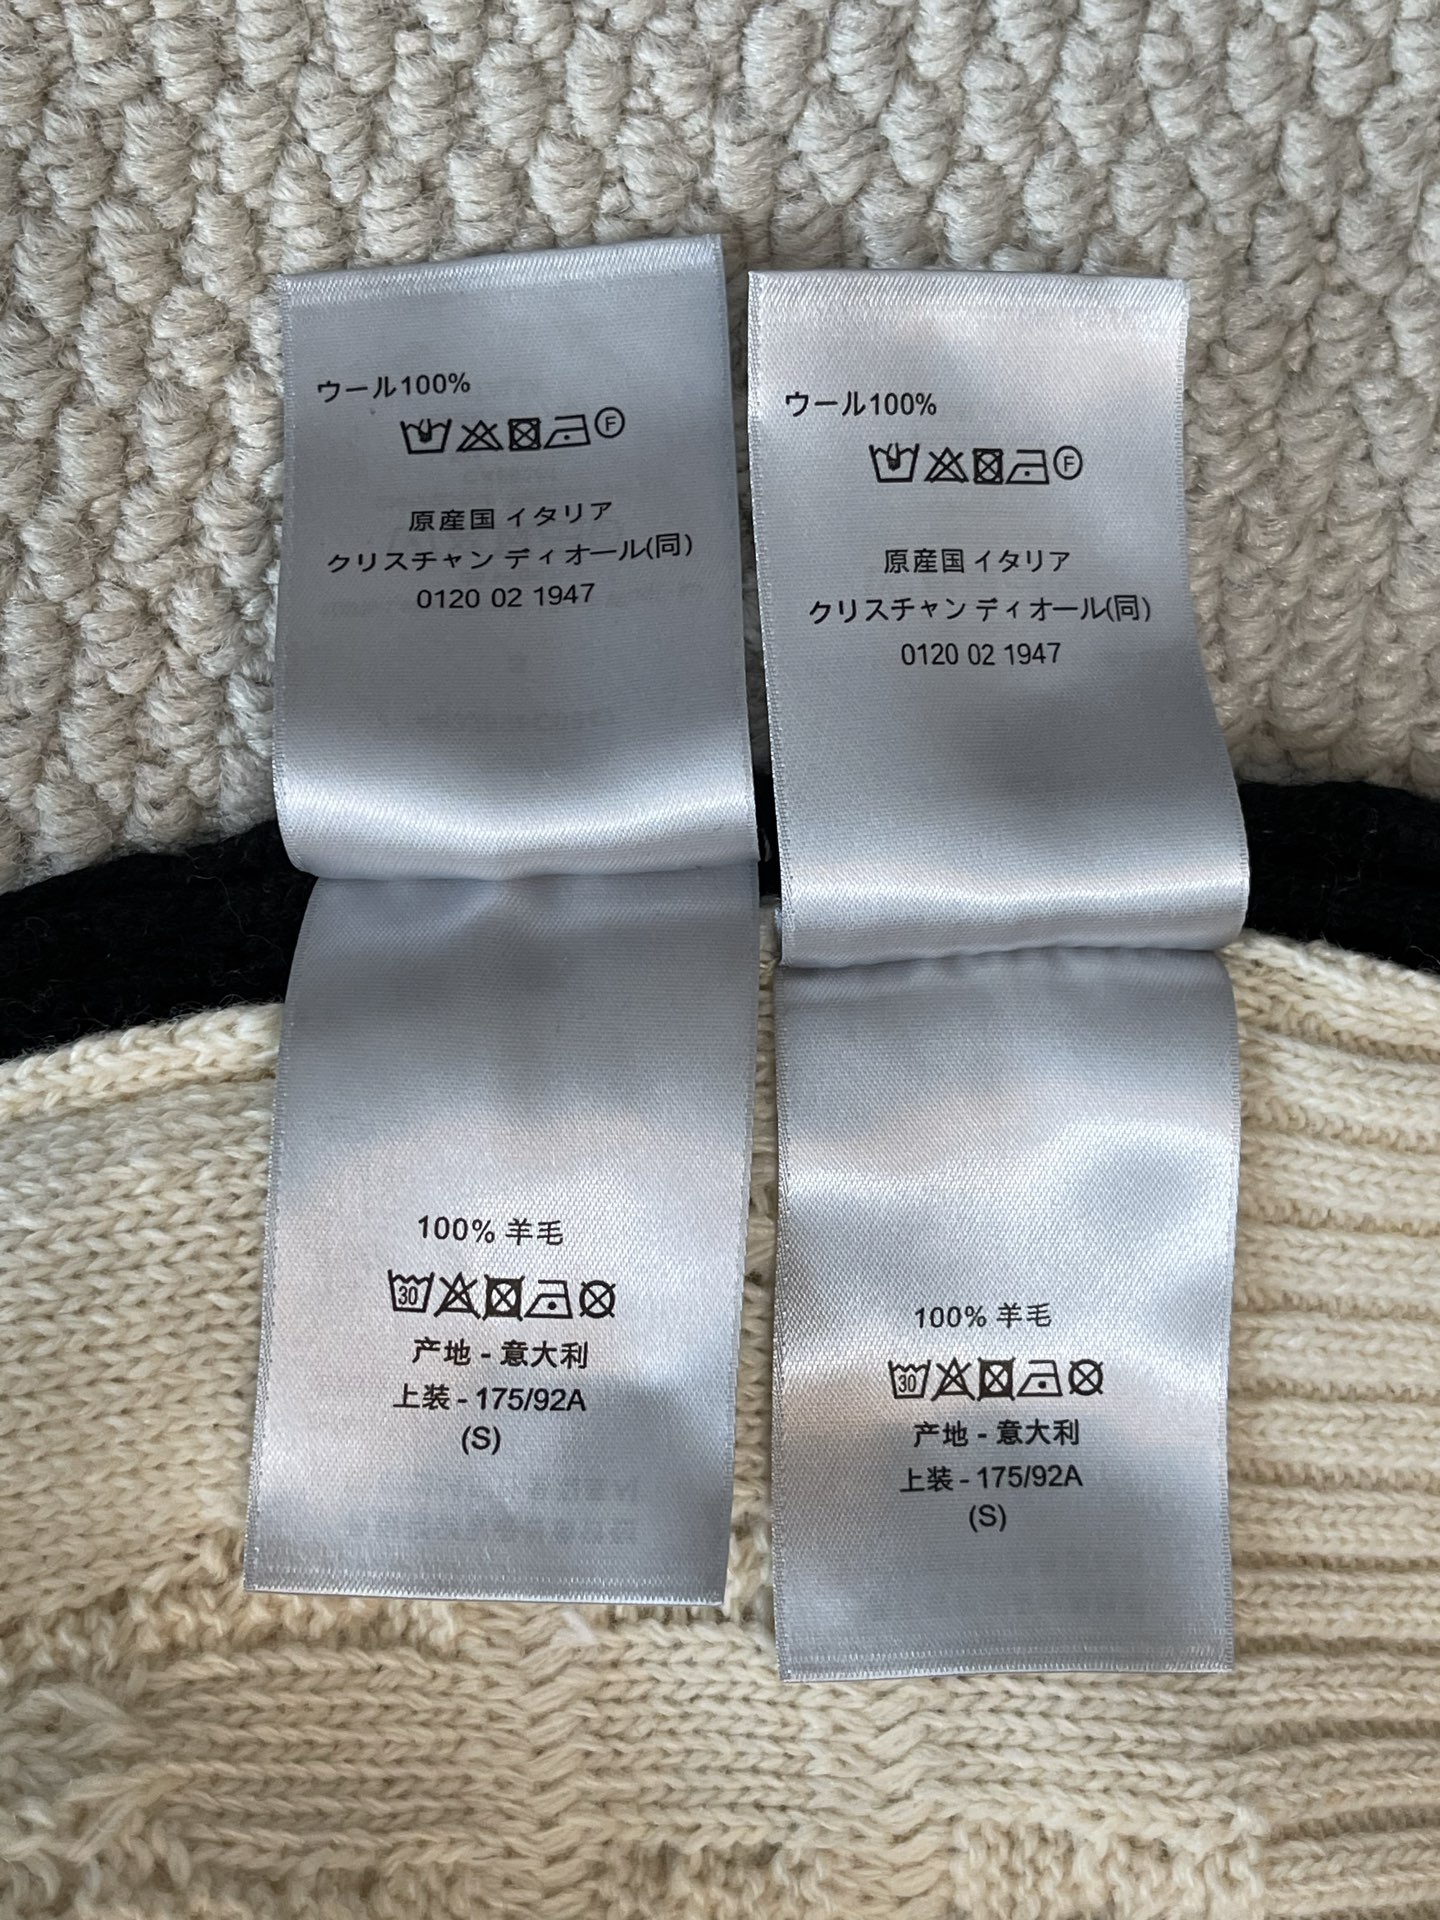 ウール100%
F
原産国 イタリア
クリスチャン ディオール(同)
0120 02 1947
100% 羊毛
30
产地 - 意大利
上装 - 175/92A
(S)
ウール100%
F
原産国 イタリア
クリスチャン ディオール(同)
0120 02 1947
100% 羊毛
30
产地 - 意大利
上装 - 175/92A
(S)